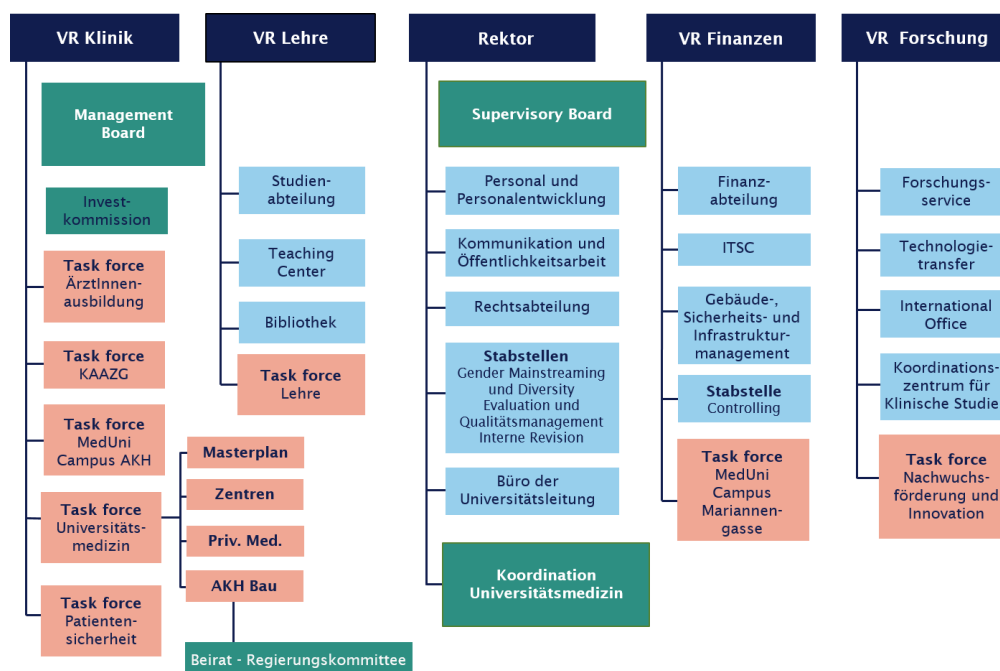 VR Klinik
Management
Board
Invest-
kommission
Task force
ÄrztInnen-
ausbildung
Task force
KAAZG
Task force
MedUni
Campus AKH
Task force
Universitäts-
medizin
Task force
Patienten-
sicherheit
Masterplan
Zentren
Priv. Med.
AKH Bau
Beirat - Regierungskommittee
VR Lehre
Studien-
abteilung
Teaching
Center
Bibliothek
Task force
Lehre
Rektor
Supervisory Board
Personal und
Personalentwicklung
Kommunikation und
Öffentlichkeitsarbeit
Rechtsabteilung
Stabstellen
Gender Mainstreaming
und Diversity
Evaluation und
Qualitätsmanagement
Interne Revision
Büro der
Universitätsleitung
Koordination
Universitätsmedizin
VR Finanzen
Finanz-
abteilung
ITSC
Gebäude-,
Sicherheits- und
Infrastruktur-
management
Stabstelle
Controlling
Task force
MedUni
Campus
Mariannen-
gasse
VR Forschung
Forschungs-
service
Technologie-
transfer
International
Office
Koordinations-
zentrum für
Klinische Studie
Task force
Nachwuchs-
förderung und
Innovation